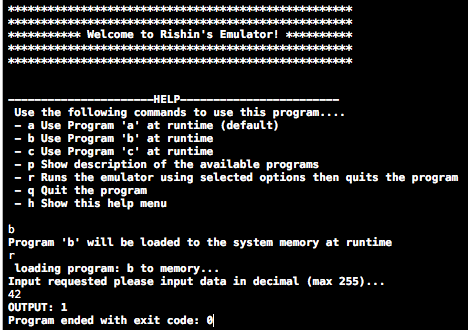 ****************************************************
****************************************************
*********** Welcome to Rishin's Emulator! **********
****************************************************
****************************************************
----------------------HELP------------------------
Use the following commands to use this program....
- a Use Program 'a' at runtime (default)
- b Use Program 'b' at runtime
- c Use Program 'c' at runtime
- p Show description of the available programs
- r Runs the emulator using selected options then quits the program
- q Quit the program
- h Show this help menu
b
Program 'b' will be loaded to the system memory at runtime
r
loading program: b to memory...
Input requested please input data in decimal (max 255)...
42
OUTPUT: 1
Program ended with exit code: 0